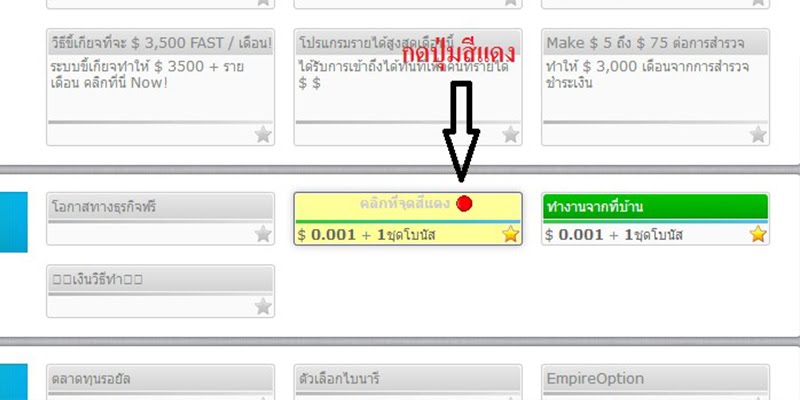 วิธีขี้เกียจที่จะ $ 3,500 FAST / เดือน!
ระบบขี้เกียจทำให้ $ 3500 + ราย
เดือน คลิกที่นี่ Now!
โปรแกรมรายได้สูงสุดเดือนนี้
ได้รับการเข้าถึงได้ทันทีเพื่อคนที่รายได้
$ $
Make $ 5 ถึง $ 75 ต่อการสำรวจ
ทำให้ $ 3,000 เดือนจากการสำรวจ
ชำระเงิน
กดปุ่มสีแดง
โอกาสทางธุรกิจฟรี
คลิกที่จุดสีแดง
$ 0.001 + 1ชุดโบนัส
ทำงานจากที่บ้าน
$ 0.001 + 1ชุดโบนัส
เงินวิธีทำ
ตลาดทุนรอยัล
ตัวเลือกไบนารี
EmpireOption